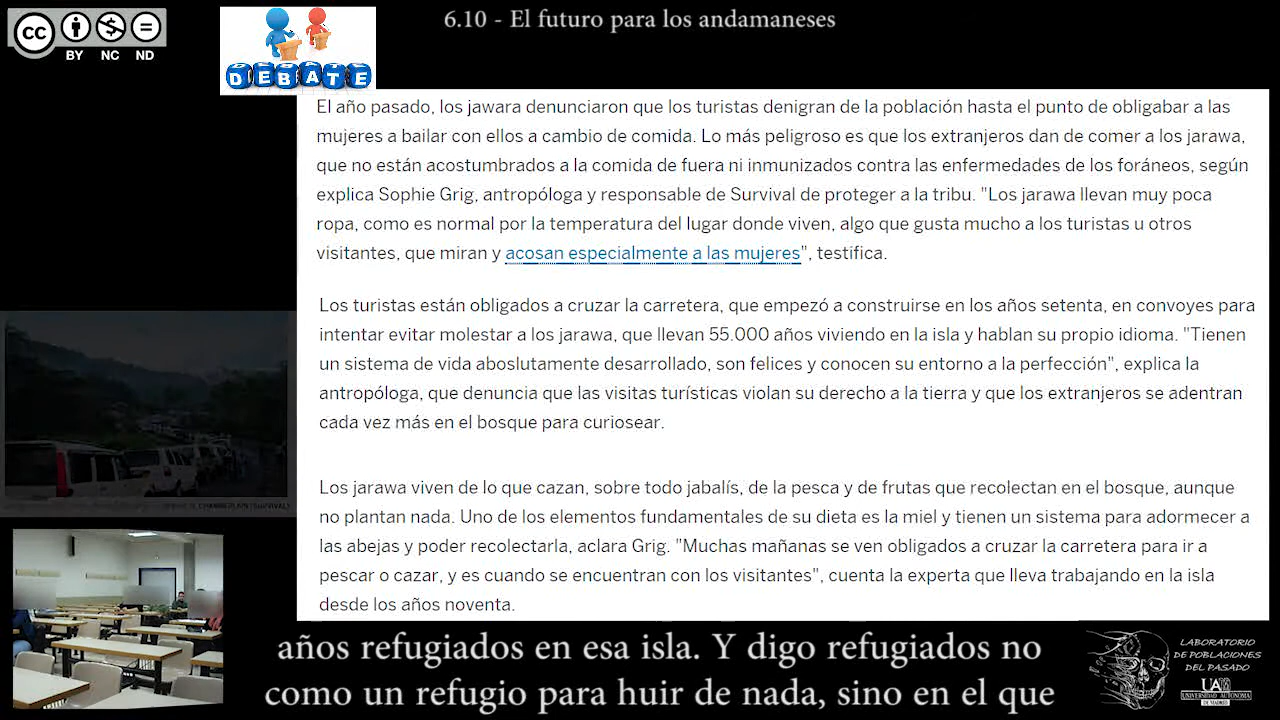 6.10 - El futuro para los andamaneses
cc
BY NC ND
DEBATE
El año pasado, los jawara denunciaron que los turistas denigran de la población hasta el punto de obligabar a las
mujeres a bailar con ellos a cambio de comida. Lo más peligroso es que los extranjeros dan de comer a los jarawa,
que no están acostumbrados a la comida de fuera ni inmunizados contra las enfermedades de los foráneos, según
explica Sophie Grig, antropóloga y responsable de Survival de proteger a la tribu. "Los jarawa llevan muy poca
ropa, como es normal por la temperatura del lugar donde viven, algo que gusta mucho a los turistas u otros
visitantes, que miran y acosan especialmente a las mujeres", testifica.
Los turistas están obligados a cruzar la carretera, que empezó a construirse en los años setenta, en convoyes para
intentar evitar molestar a los jarawa, que llevan 55.000 años viviendo en la isla y hablan su propio idioma. "Tienen
un sistema de vida aboslutamente desarrollado, son felices y conocen su entorno a la perfección", explica la
antropóloga, que denuncia que las visitas turísticas violan su derecho a la tierra y que los extranjeros se adentran
cada vez más en el bosque para curiosear.
Los jarawa viven de lo que cazan, sobre todo jabalís, de la pesca y de frutas que recolectan en el bosque, aunque
no plantan nada. Uno de los elementos fundamentales de su dieta es la miel y tienen un sistema para adormecer a
las abejas y poder recolectarla, aclara Grig. "Muchas mañanas se ven obligados a cruzar la carretera para ir a
pescar o cazar, y es cuando se encuentran con los visitantes", cuenta la experta que lleva trabajando en la isla
desde los años noventa.
CHAMBERLAIN (SURVIVAL)
años refugiados en esa isla. Y digo refugiados no
como un refugio para huir de nada, sino en el que
LABORATORIO
DE POBLACIONES
DEL PASADO
UAM
UNIVERSIDAD AUTONOMA
DE MADRID